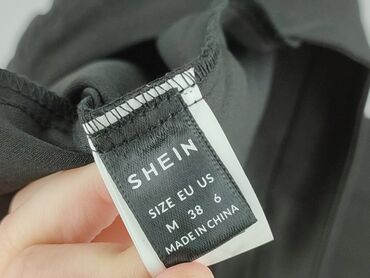 SHEIN
SIZE EU US
M 38 6
MADE IN CHINA